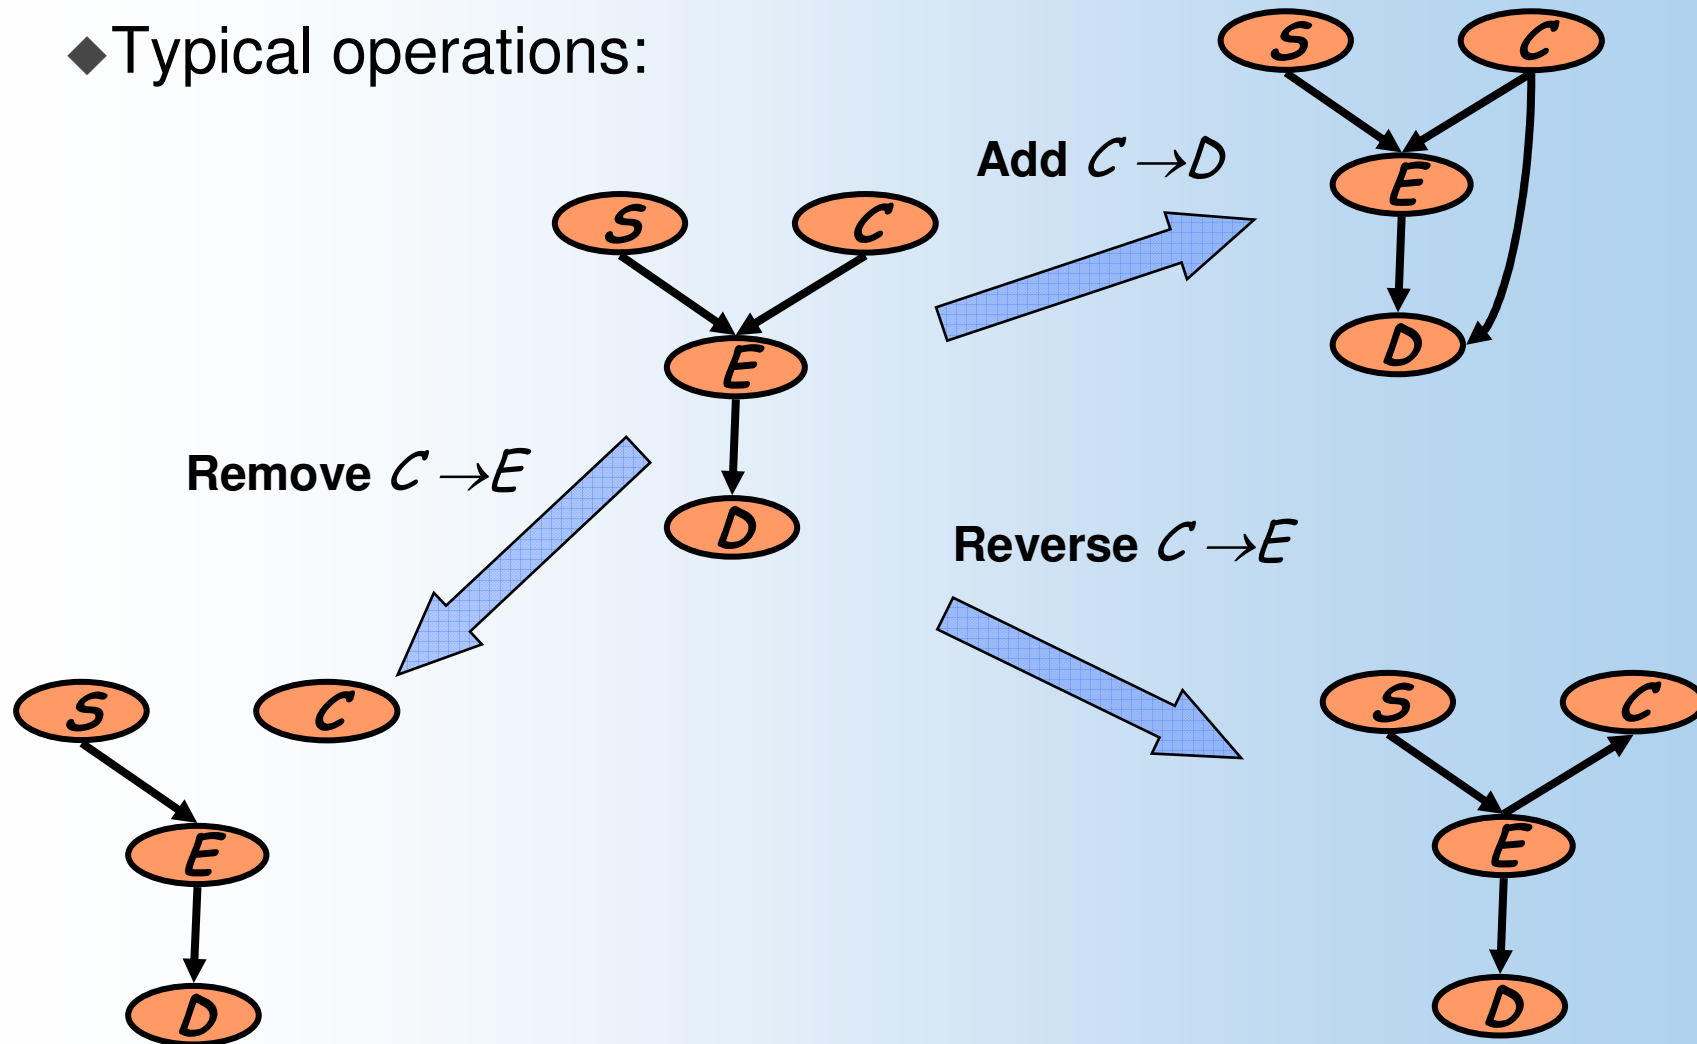 ◆Typical operations:
S C
E
D
Add C →D
S C
E
D
Remove C →E
S C
E
D
Reverse C →E
S C
E
D